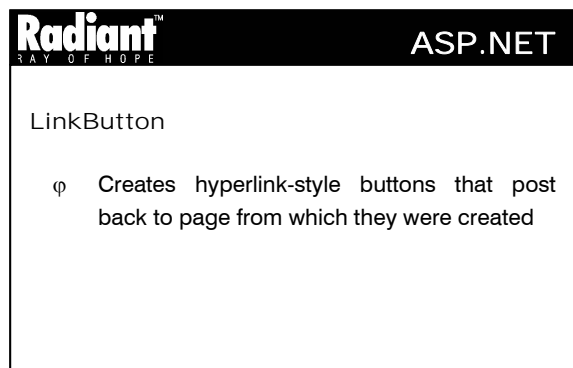 Radiant™
RAY OF HOPE
ASP.NET
LinkButton
φ Creates hyperlink-style buttons that post
back to page from which they were created